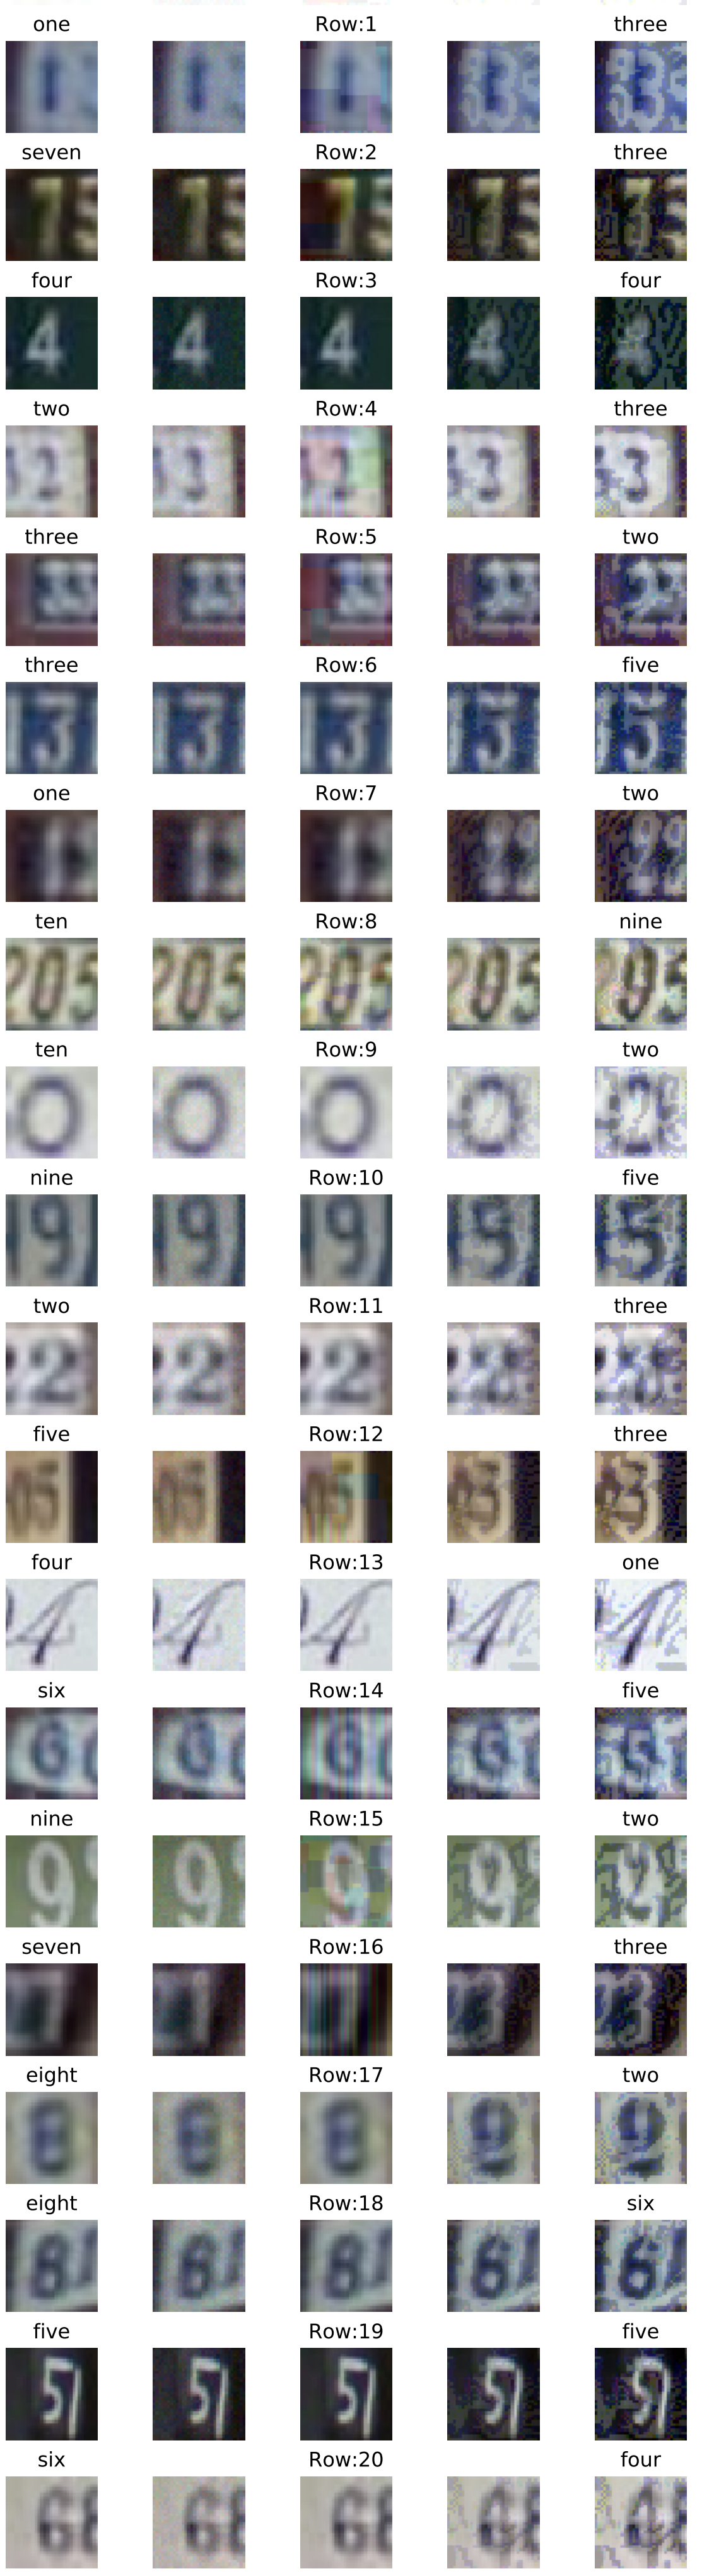 one Row:1 three
seven Row:2 three
four Row:3 four
two Row:4 three
three Row:5 two
three Row:6 five
one Row:7 two
ten Row:8 nine
ten Row:9 two
nine Row:10 five
two Row:11 three
five Row:12 three
four Row:13 one
six Row:14 five
nine Row:15 two
seven Row:16 three
eight Row:17 two
eight Row:18 six
five Row:19 five
six Row:20 four